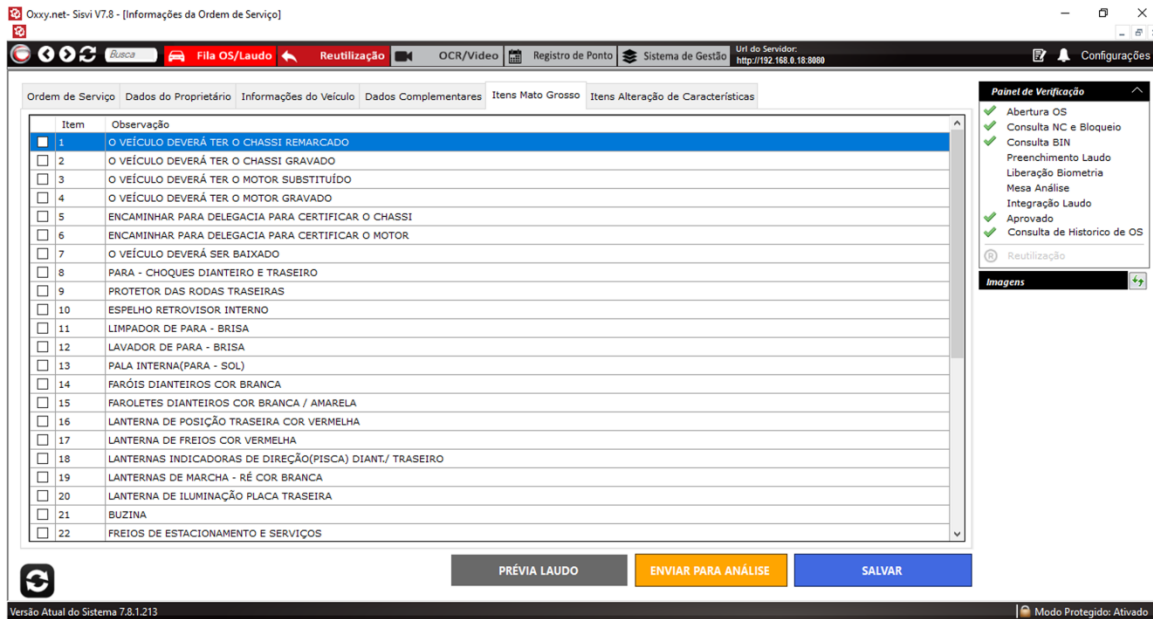 Oxxy.net- Sisvi V7.8 - [Informações da Ordem de Serviço]
Busca Fila OS/Laudo Reutilização OCR/Video Registro de Ponto Sistema de Gestão Url do Servidor: Configurações
http://192.168.0.18:8080
Ordem de Serviço Dados do Proprietário Informações do Veículo Dados Complementares Itens Mato Grosso Itens Alteração de Características
Item Observação
1 O VEÍCULO DEVERÁ TER O CHASSI REMARCADO
2 O VEÍCULO DEVERÁ TER O CHASSI GRAVADO
3 O VEÍCULO DEVERÁ TER O MOTOR SUBSTITUÍDO
4 O VEÍCULO DEVERÁ TER O MOTOR GRAVADO
5 ENCAMINHAR PARA DELEGACIA PARA CERTIFICAR O CHASSI
6 ENCAMINHAR PARA DELEGACIA PARA CERTIFICAR O MOTOR
7 O VEÍCULO DEVERÁ SER BAIXADO
8 PARA - CHOQUES DIANTEIRO E TRASEIRO
9 PROTETOR DAS RODAS TRASEIRAS
10 ESPELHO RETROVISOR INTERNO
11 LIMPADOR DE PARA - BRISA
12 LAVADOR DE PARA - BRISA
13 PALA INTERNA(PARA - SOL)
14 FARÓIS DIANTEIROS COR BRANCA
15 FAROLETES DIANTEIROS COR BRANCA / AMARELA
16 LANTERNA DE POSIÇÃO TRASEIRA COR VERMELHA
17 LANTERNA DE FREIOS COR VERMELHA
18 LANTERNAS INDICADORAS DE DIREÇÃO(PISCA) DIANT./ TRASEIRO
19 LANTERNAS DE MARCHA - RÉ COR BRANCA
20 LANTERNA DE ILUMINAÇÃO PLACA TRASEIRA
21 BUZINA
22 FREIOS DE ESTACIONAMENTO E SERVIÇOS
PRÉVIA LAUDO ENVIAR PARA ANÁLISE SALVAR
Painel de Verificação
Abertura OS
Consulta NC e Bloqueio
Consulta BIN
Preenchimento Laudo
Liberação Biometria
Mesa Análise
Integração Laudo
Aprovado
Consulta de Historico de OS
R Reutilização
Imagens
Versão Atual do Sistema 7.8.1.213 Modo Protegido: Ativado